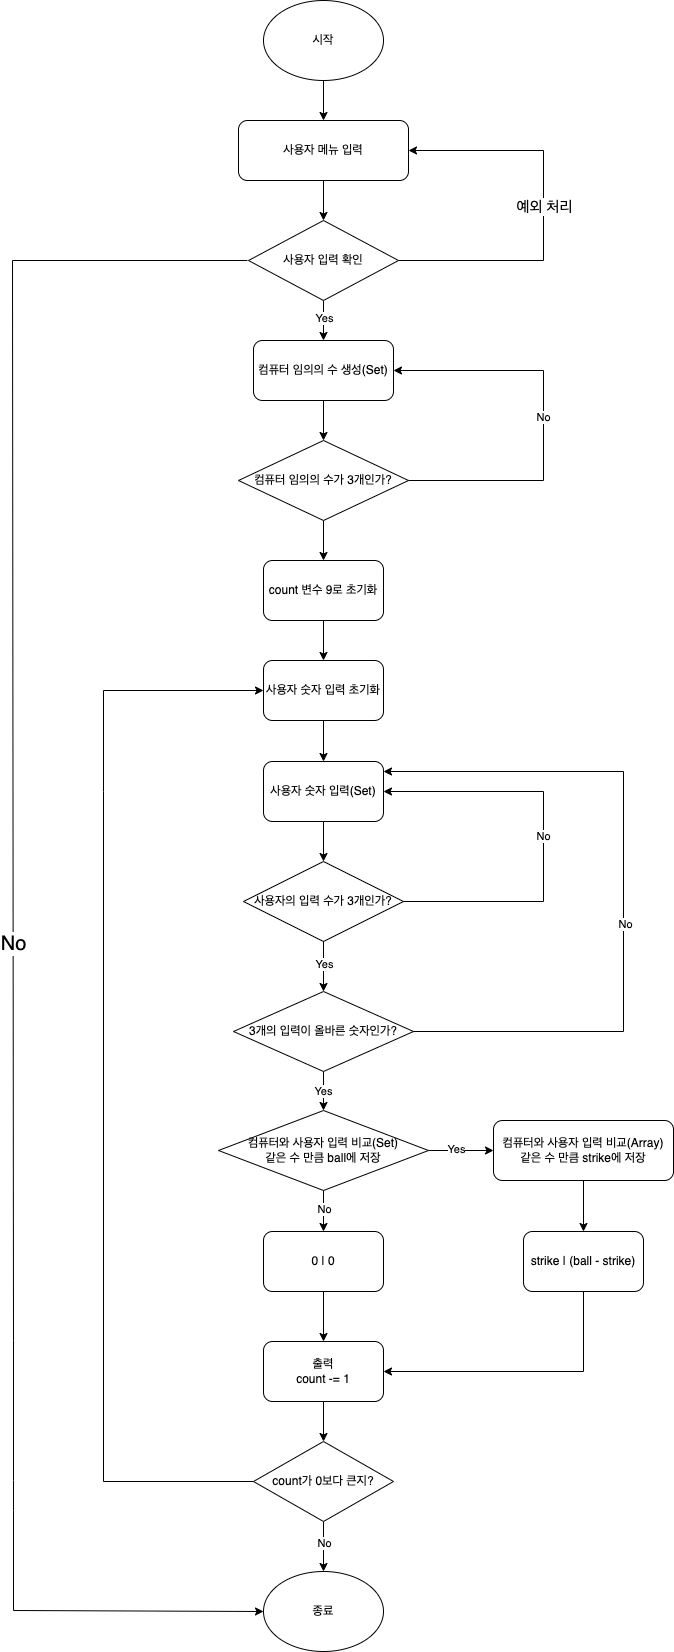 시작
사용자 메뉴 입력
예외 처리
사용자 입력 확인
Yes
컴퓨터 임의의 수 생성(Set)
No
컴퓨터 임의의 수가 3개인가?
count 변수 9로 초기화
사용자 숫자 입력 초기화
사용자 숫자 입력(Set)
No
사용자의 입력 수가 3개인가?
No
No
Yes
3개의 입력이 올바른 숫자인가?
Yes
컴퓨터와 사용자 입력 비교(Set)
같은 수 만큼 ball에 저장
Yes
컴퓨터와 사용자 입력 비교(Array)
같은 수 만큼 strike에 저장
No
0 | 0
strike | (ball - strike)
출력
count -= 1
count가 0보다 큰지?
No
종료